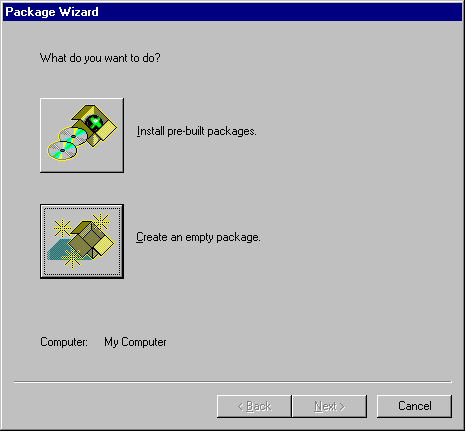 Package Wizard
What do you want to do?
Install pre-built packages.
Create an empty package.
Computer: My Computer
< Back Next > Cancel